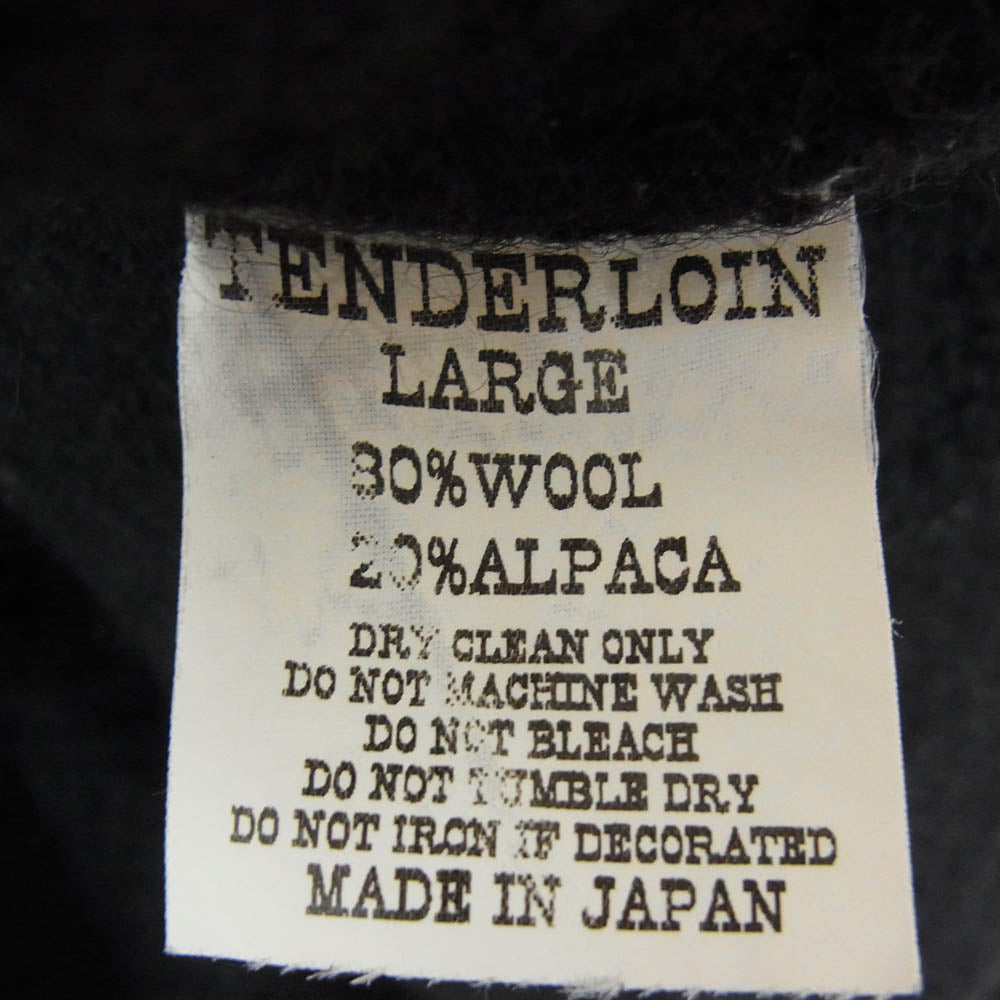 TENDERLOIN
LARGE
80%WOOL
20%ALPACA
DRY CLEAN ONLY
DO NOT MACHINE WASH
DO NOT BLEACH
DO NOT TUMBLE DRY
DO NOT IRON IF DECORATED
MADE IN JAPAN